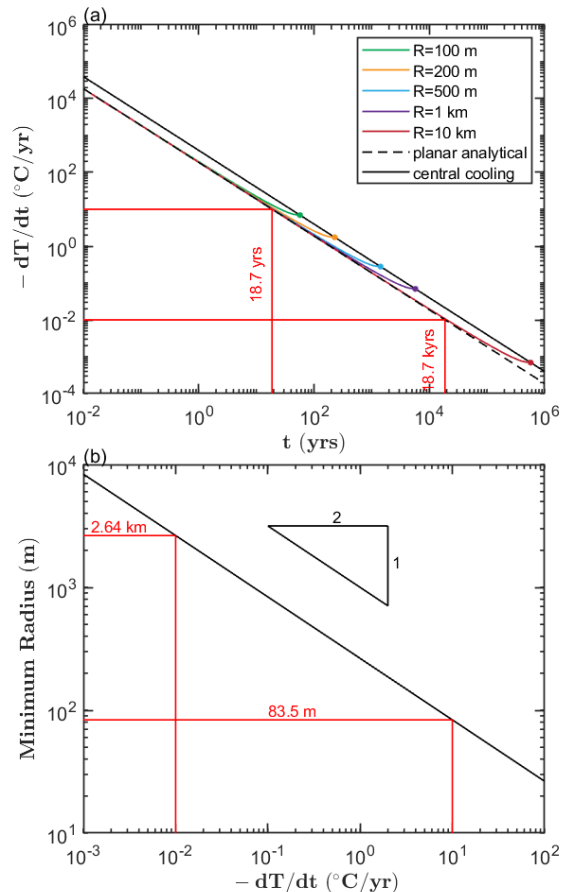 (a)
10^6
10^4
10^2
10^0
10^-2
10^-4
− dT/dt (°C/yr)
R=100 m
R=200 m
R=500 m
R=1 km
R=10 km
planar analytical
central cooling
18.7 yrs
18.7 kyrs
10^-2
10^0
10^2
10^4
10^6
t (yrs)
(b)
10^4
10^3
10^2
10^1
Minimum Radius (m)
2.64 km
2
1
83.5 m
10^-3
10^-2
10^-1
10^0
10^1
10^2
− dT/dt (°C/yr)